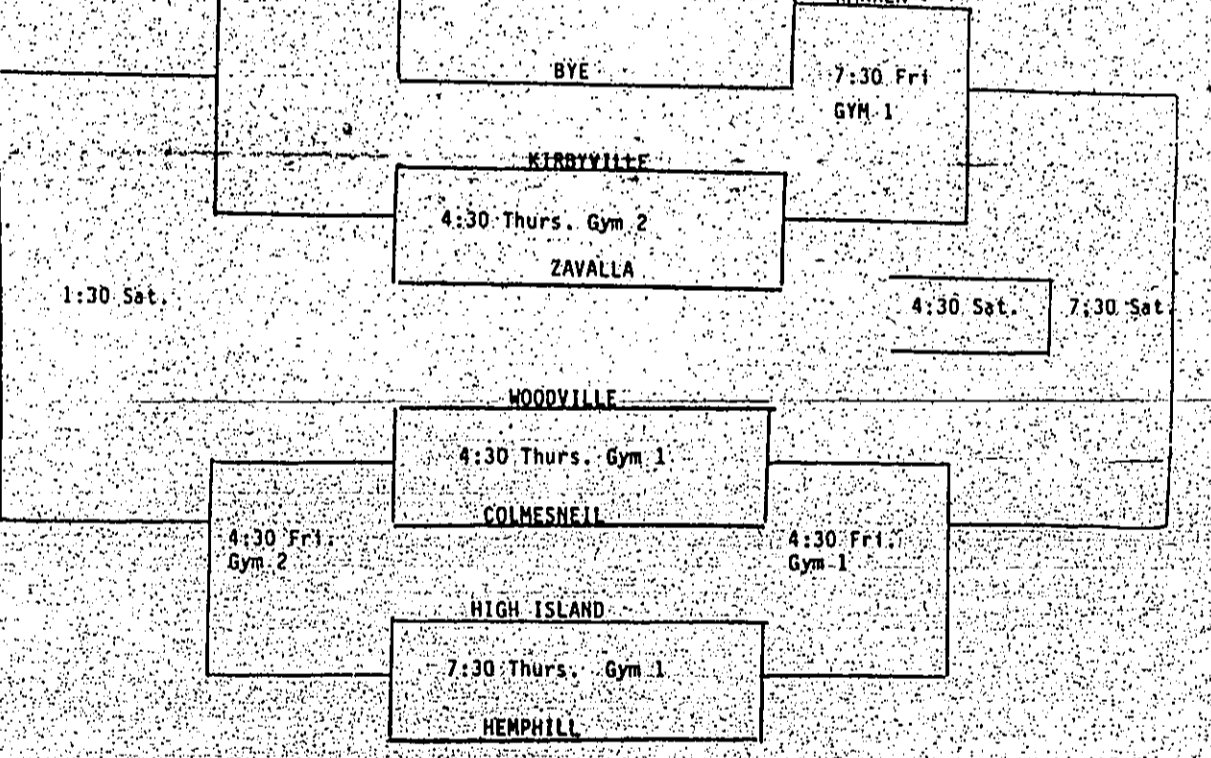 BYE
7:30 Fri
GYM 1
KIRBYVILLE
4:30 Thurs. Gym 2
ZAVALLA
1:30 Sat.
4:30 Sat.
7:30 Sat
WOODVILLE
4:30 Thurs. Gym 1
COLMESNEIL
4:30 Fri.
Gym 2
4:30 Fri.
Gym 1
HIGH ISLAND
7:30 Thurs. Gym 1
HEMPHILL